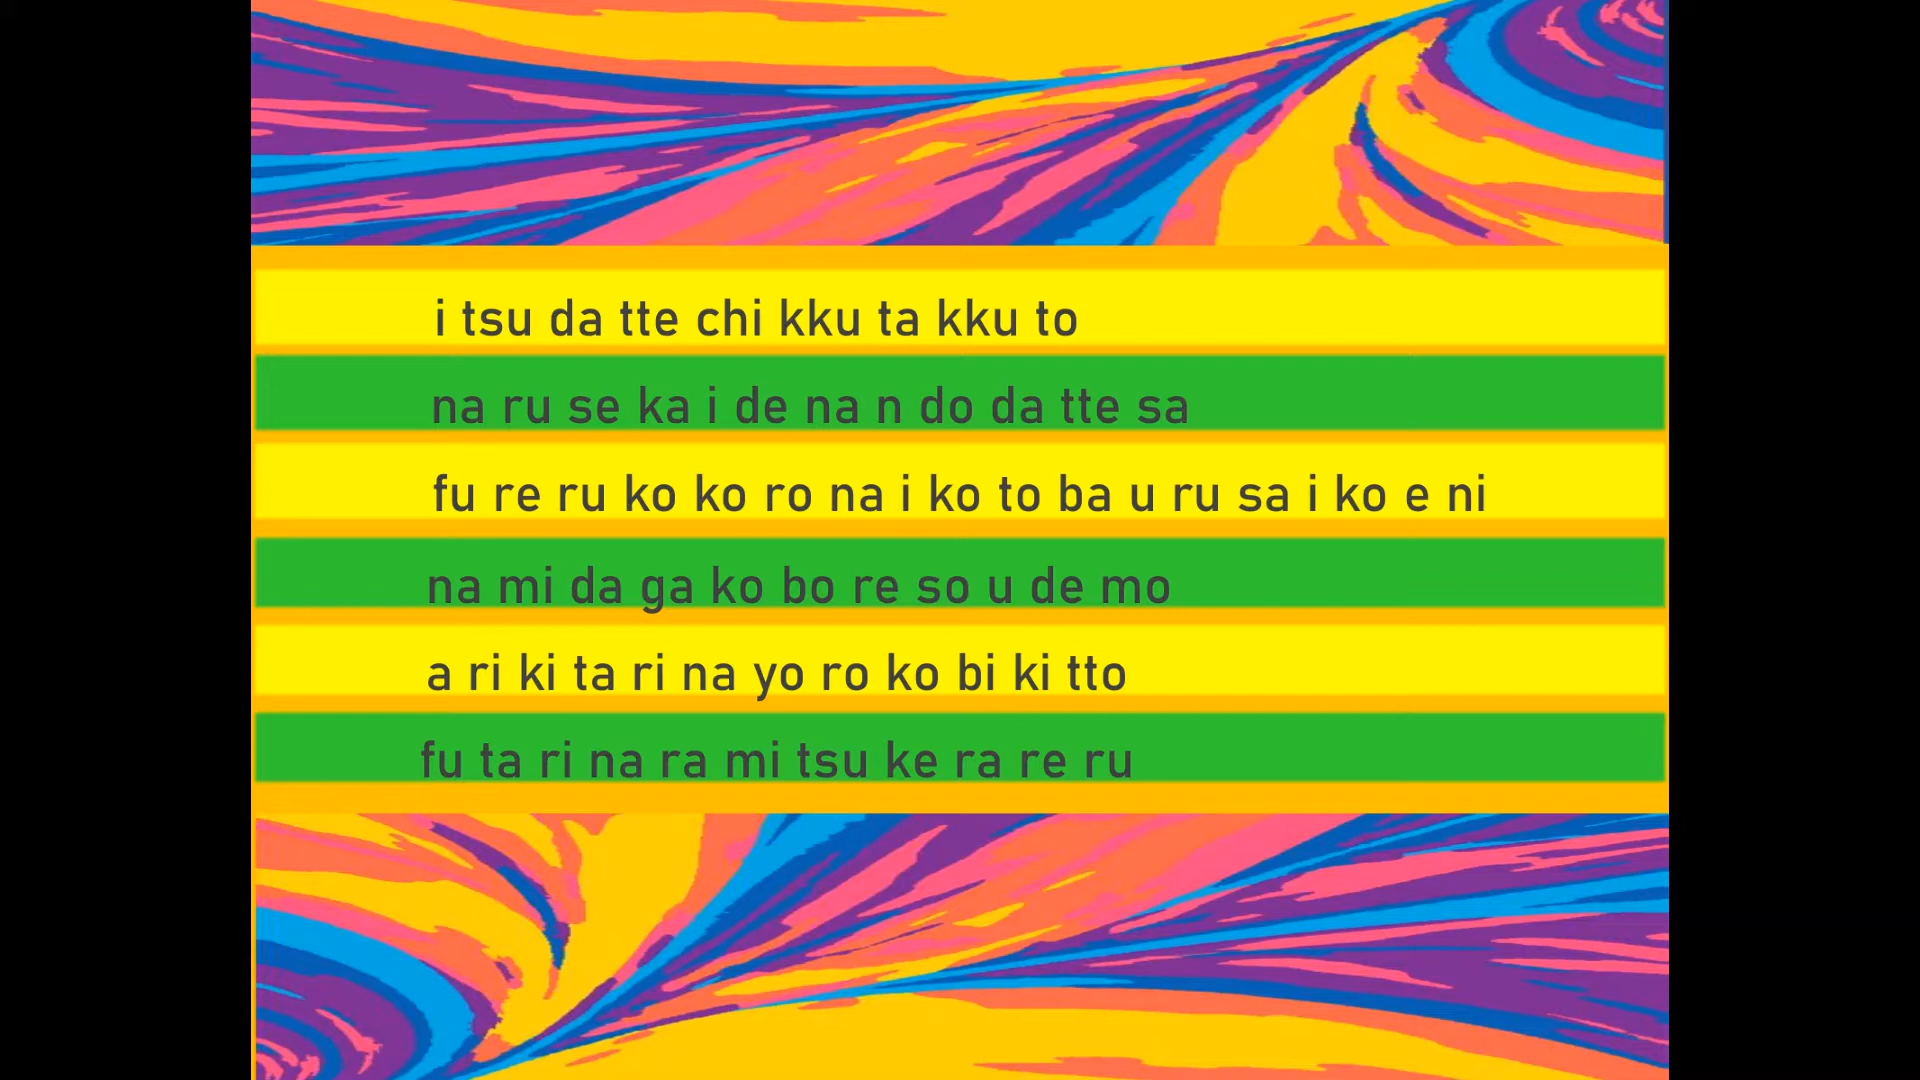 i tsu da tte chi kku ta kku to
na ru se ka i de na n do da tte sa
fu re ru ko ko ro na i ko to ba u ru sa i ko e ni
na mi da ga ko bo re so u de mo
a ri ki ta ri na yo ro ko bi ki tto
fu ta ri na ra mi tsu ke ra re ru